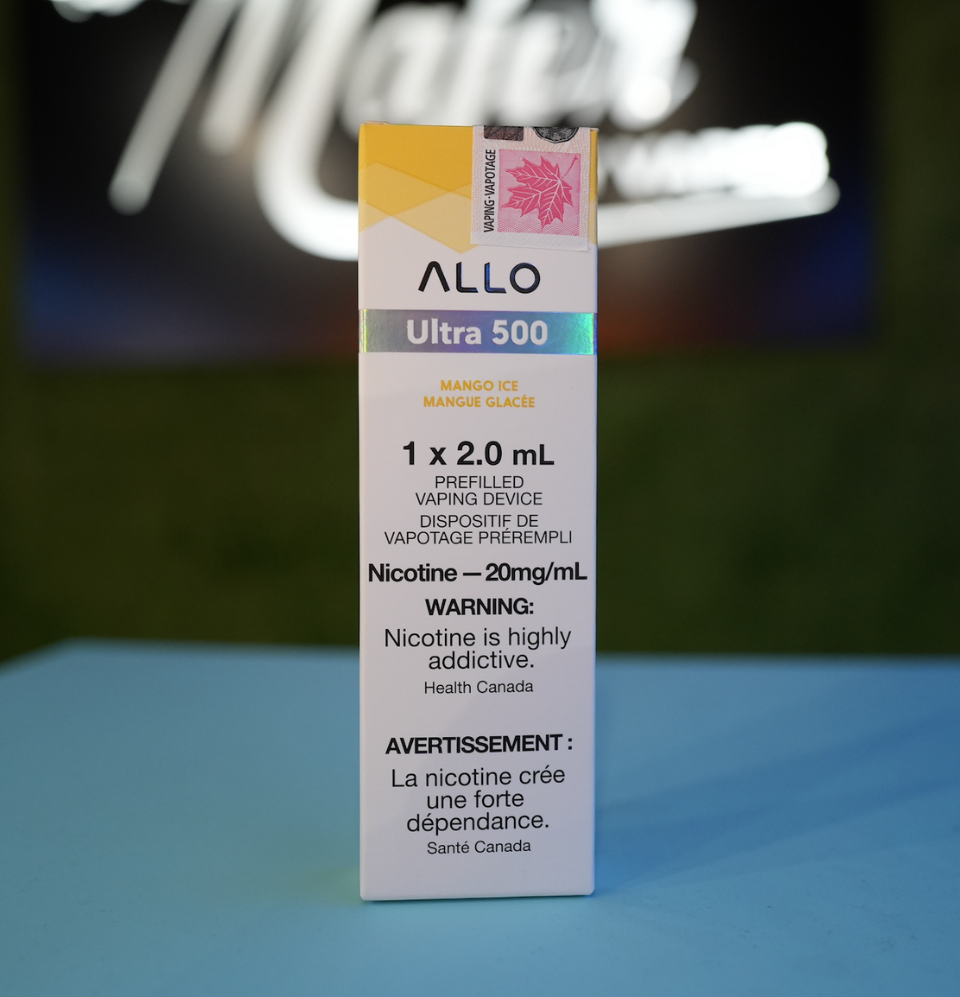 VAPING-VAPOTAGE
ALLO
Ultra 500
MANGO ICE
MANGUE GLACÉE
1 x 2.0 mL
PREFILLED
VAPING DEVICE
DISPOSITIF DE
VAPOTAGE PRÉREMPLI
Nicotine — 20mg/mL
WARNING:
Nicotine is highly
addictive.
Health Canada
AVERTISSEMENT :
La nicotine crée
une forte
dépendance.
Santé Canada